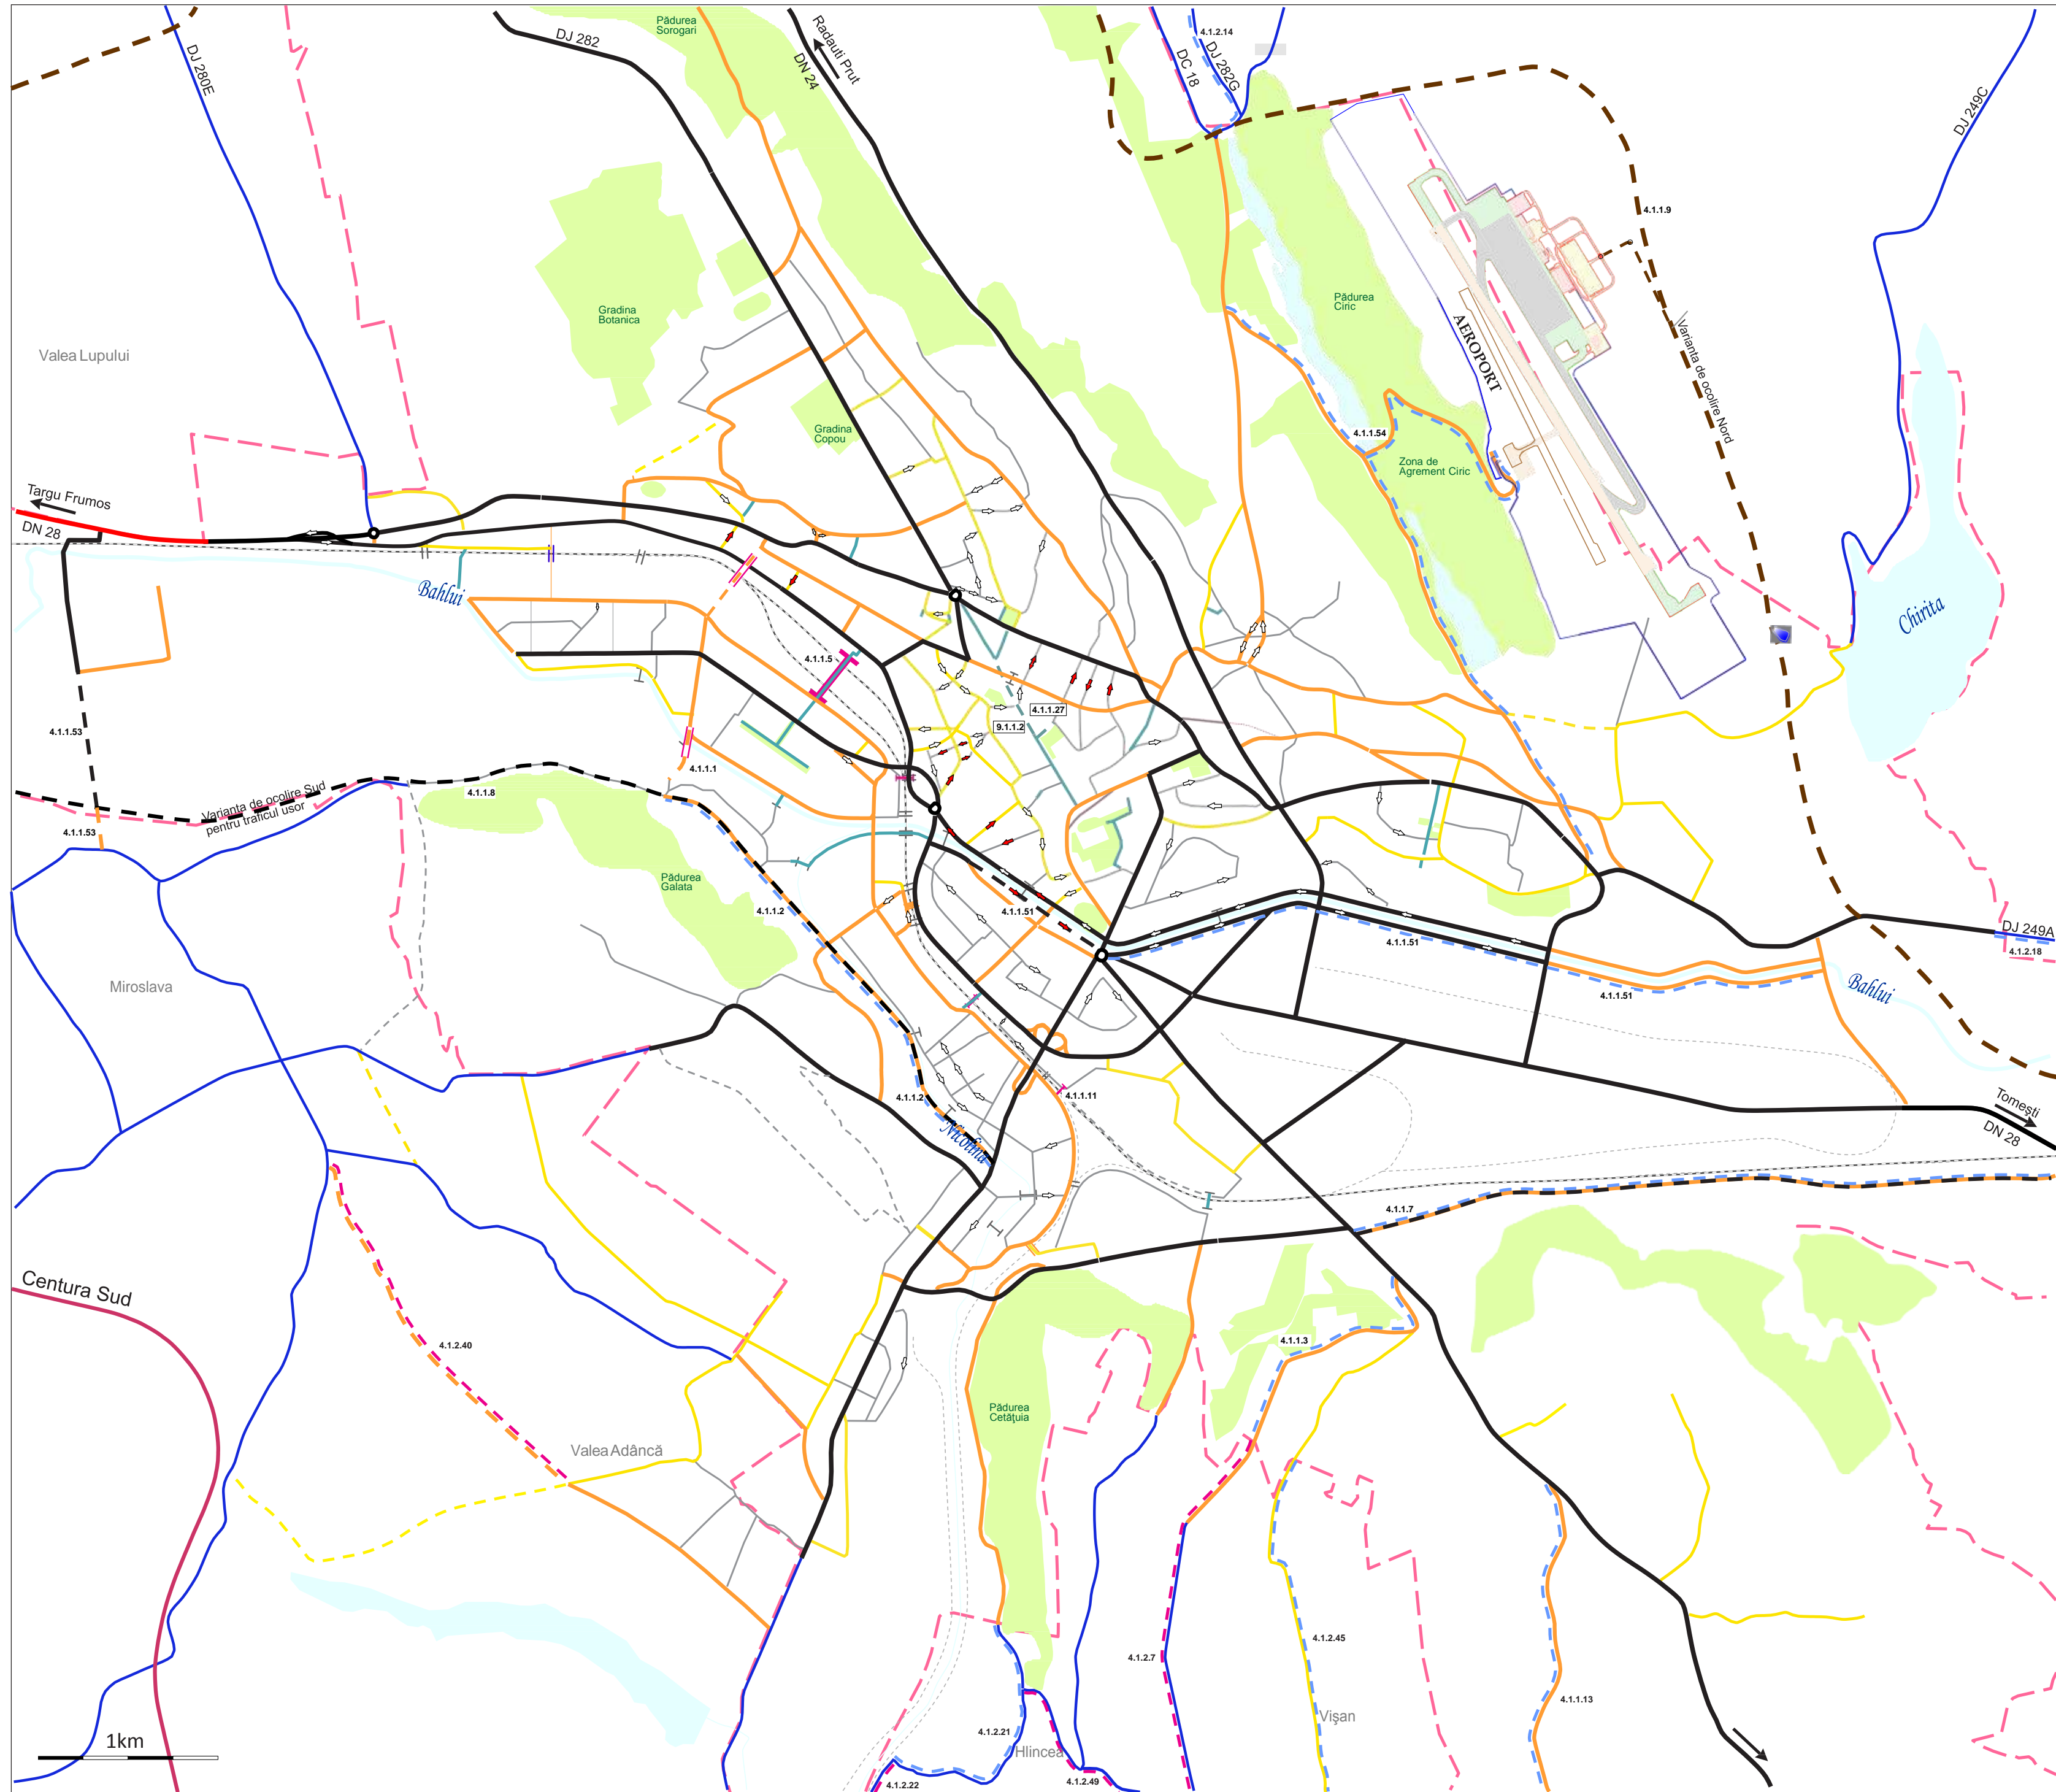 Pădurea
Sorogari
DJ 282
Radauti Prut
DN 24
DJ 280E
4.1.2.14
DC 18
DJ 282G
DJ 249C
4.1.1.9
Gradina
Botanica
Pădurea
Ciric
AEROPORT
Varianta de ocolire Nord
Valea Lupului
Gradina
Copou
4.1.1.54
Zona de
Agrement Ciric
Targu Frumos
DN 28
Bahlui
Chirita
4.1.1.5
4.1.1.27
9.1.1.2
4.1.1.53
4.1.1.1
4.1.1.8
Varianta de ocolire Sud
pentru traficul usor
4.1.1.53
Pădurea
Galata
4.1.1.2
4.1.1.51
4.1.1.51
DJ 249A
4.1.2.18
Miroslava
4.1.1.51
Bahlui
4.1.1.2
4.1.1.11
Nicolina
Tomeşti
DN 28
4.1.1.7
Centura Sud
4.1.2.40
4.1.1.3
Pădurea
Cetăţuia
Valea Adâncă
4.1.2.45
4.1.2.7
4.1.1.13
Vişan
4.1.2.21
1km
Hlincea
4.1.2.22
4.1.2.49